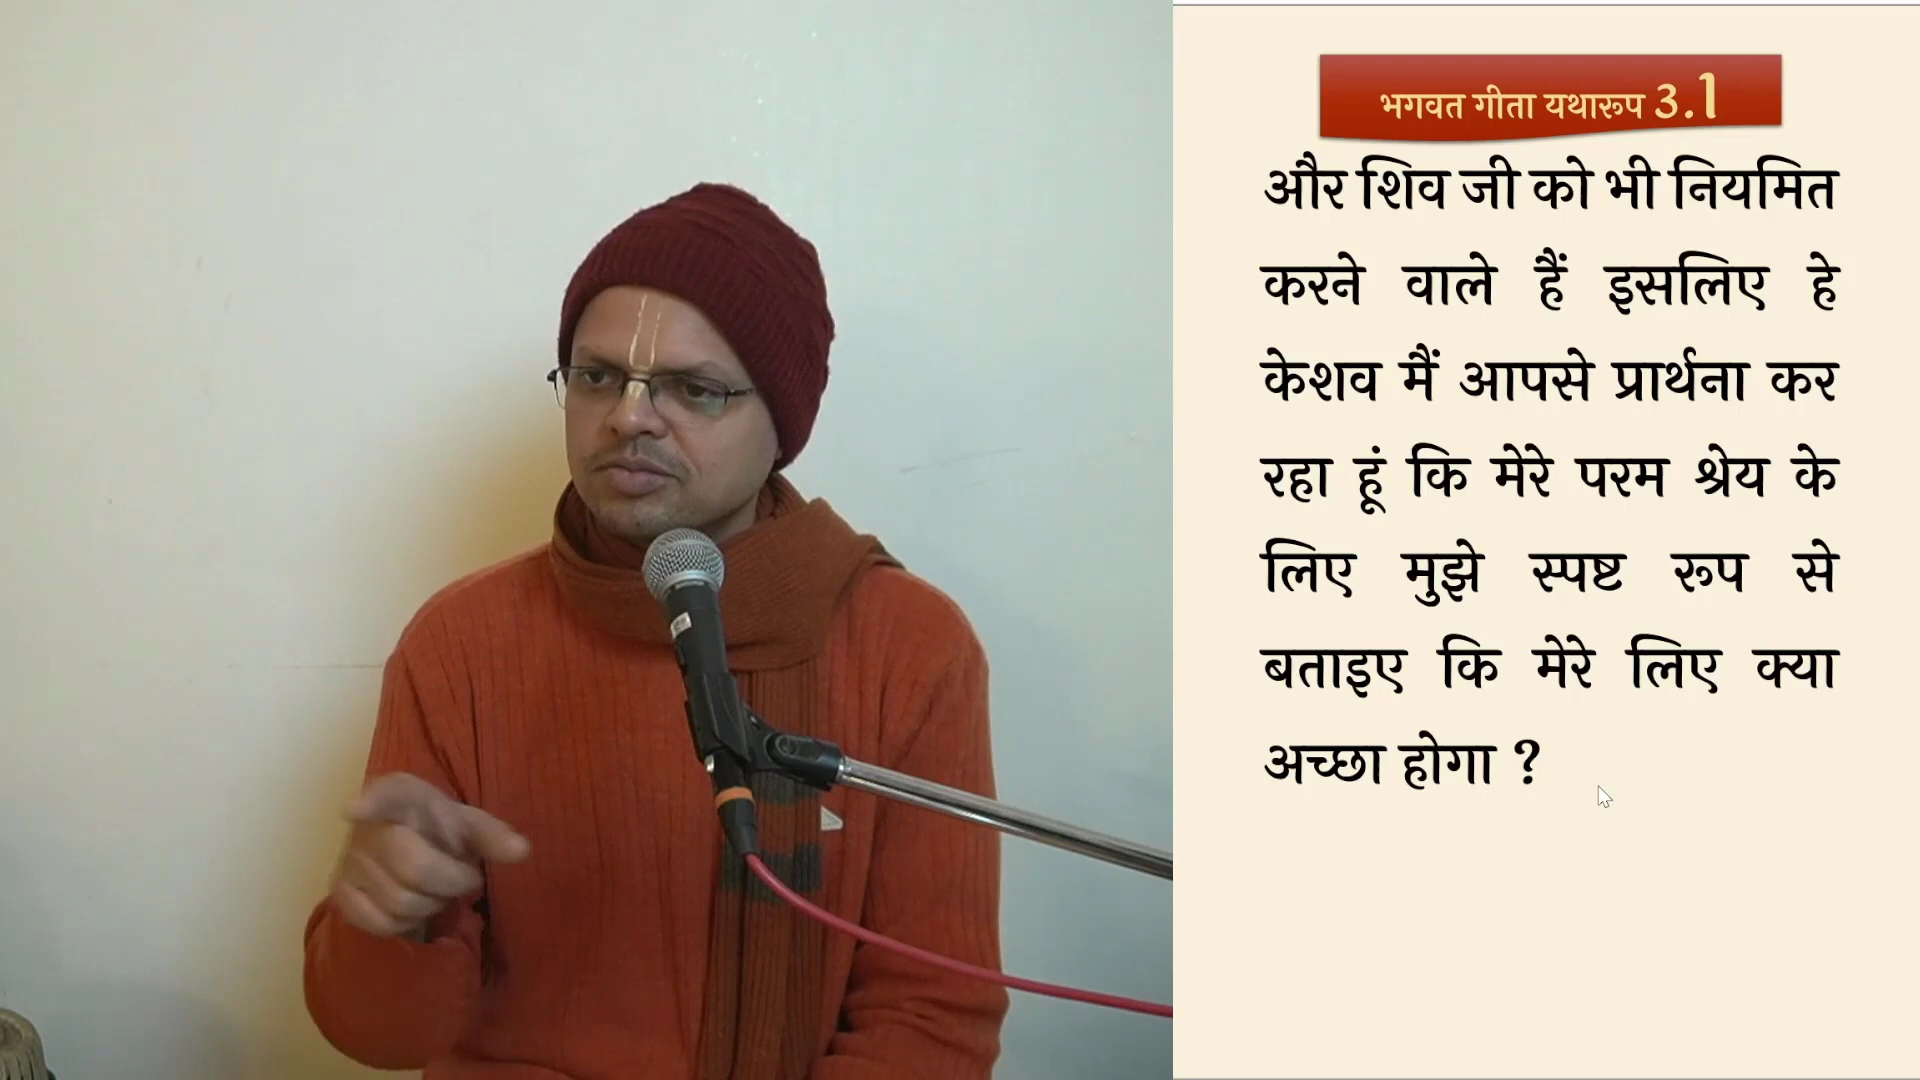 भगवत गीता यथारूप 3.1
और शिव जी को भी नियमित
करने वाले हैं इसलिए हे
केशव मैं आपसे प्रार्थना कर
रहा हूं कि मेरे परम श्रेय के
लिए मुझे स्पष्ट रूप से
बताइए कि मेरे लिए क्या
अच्छा होगा ?